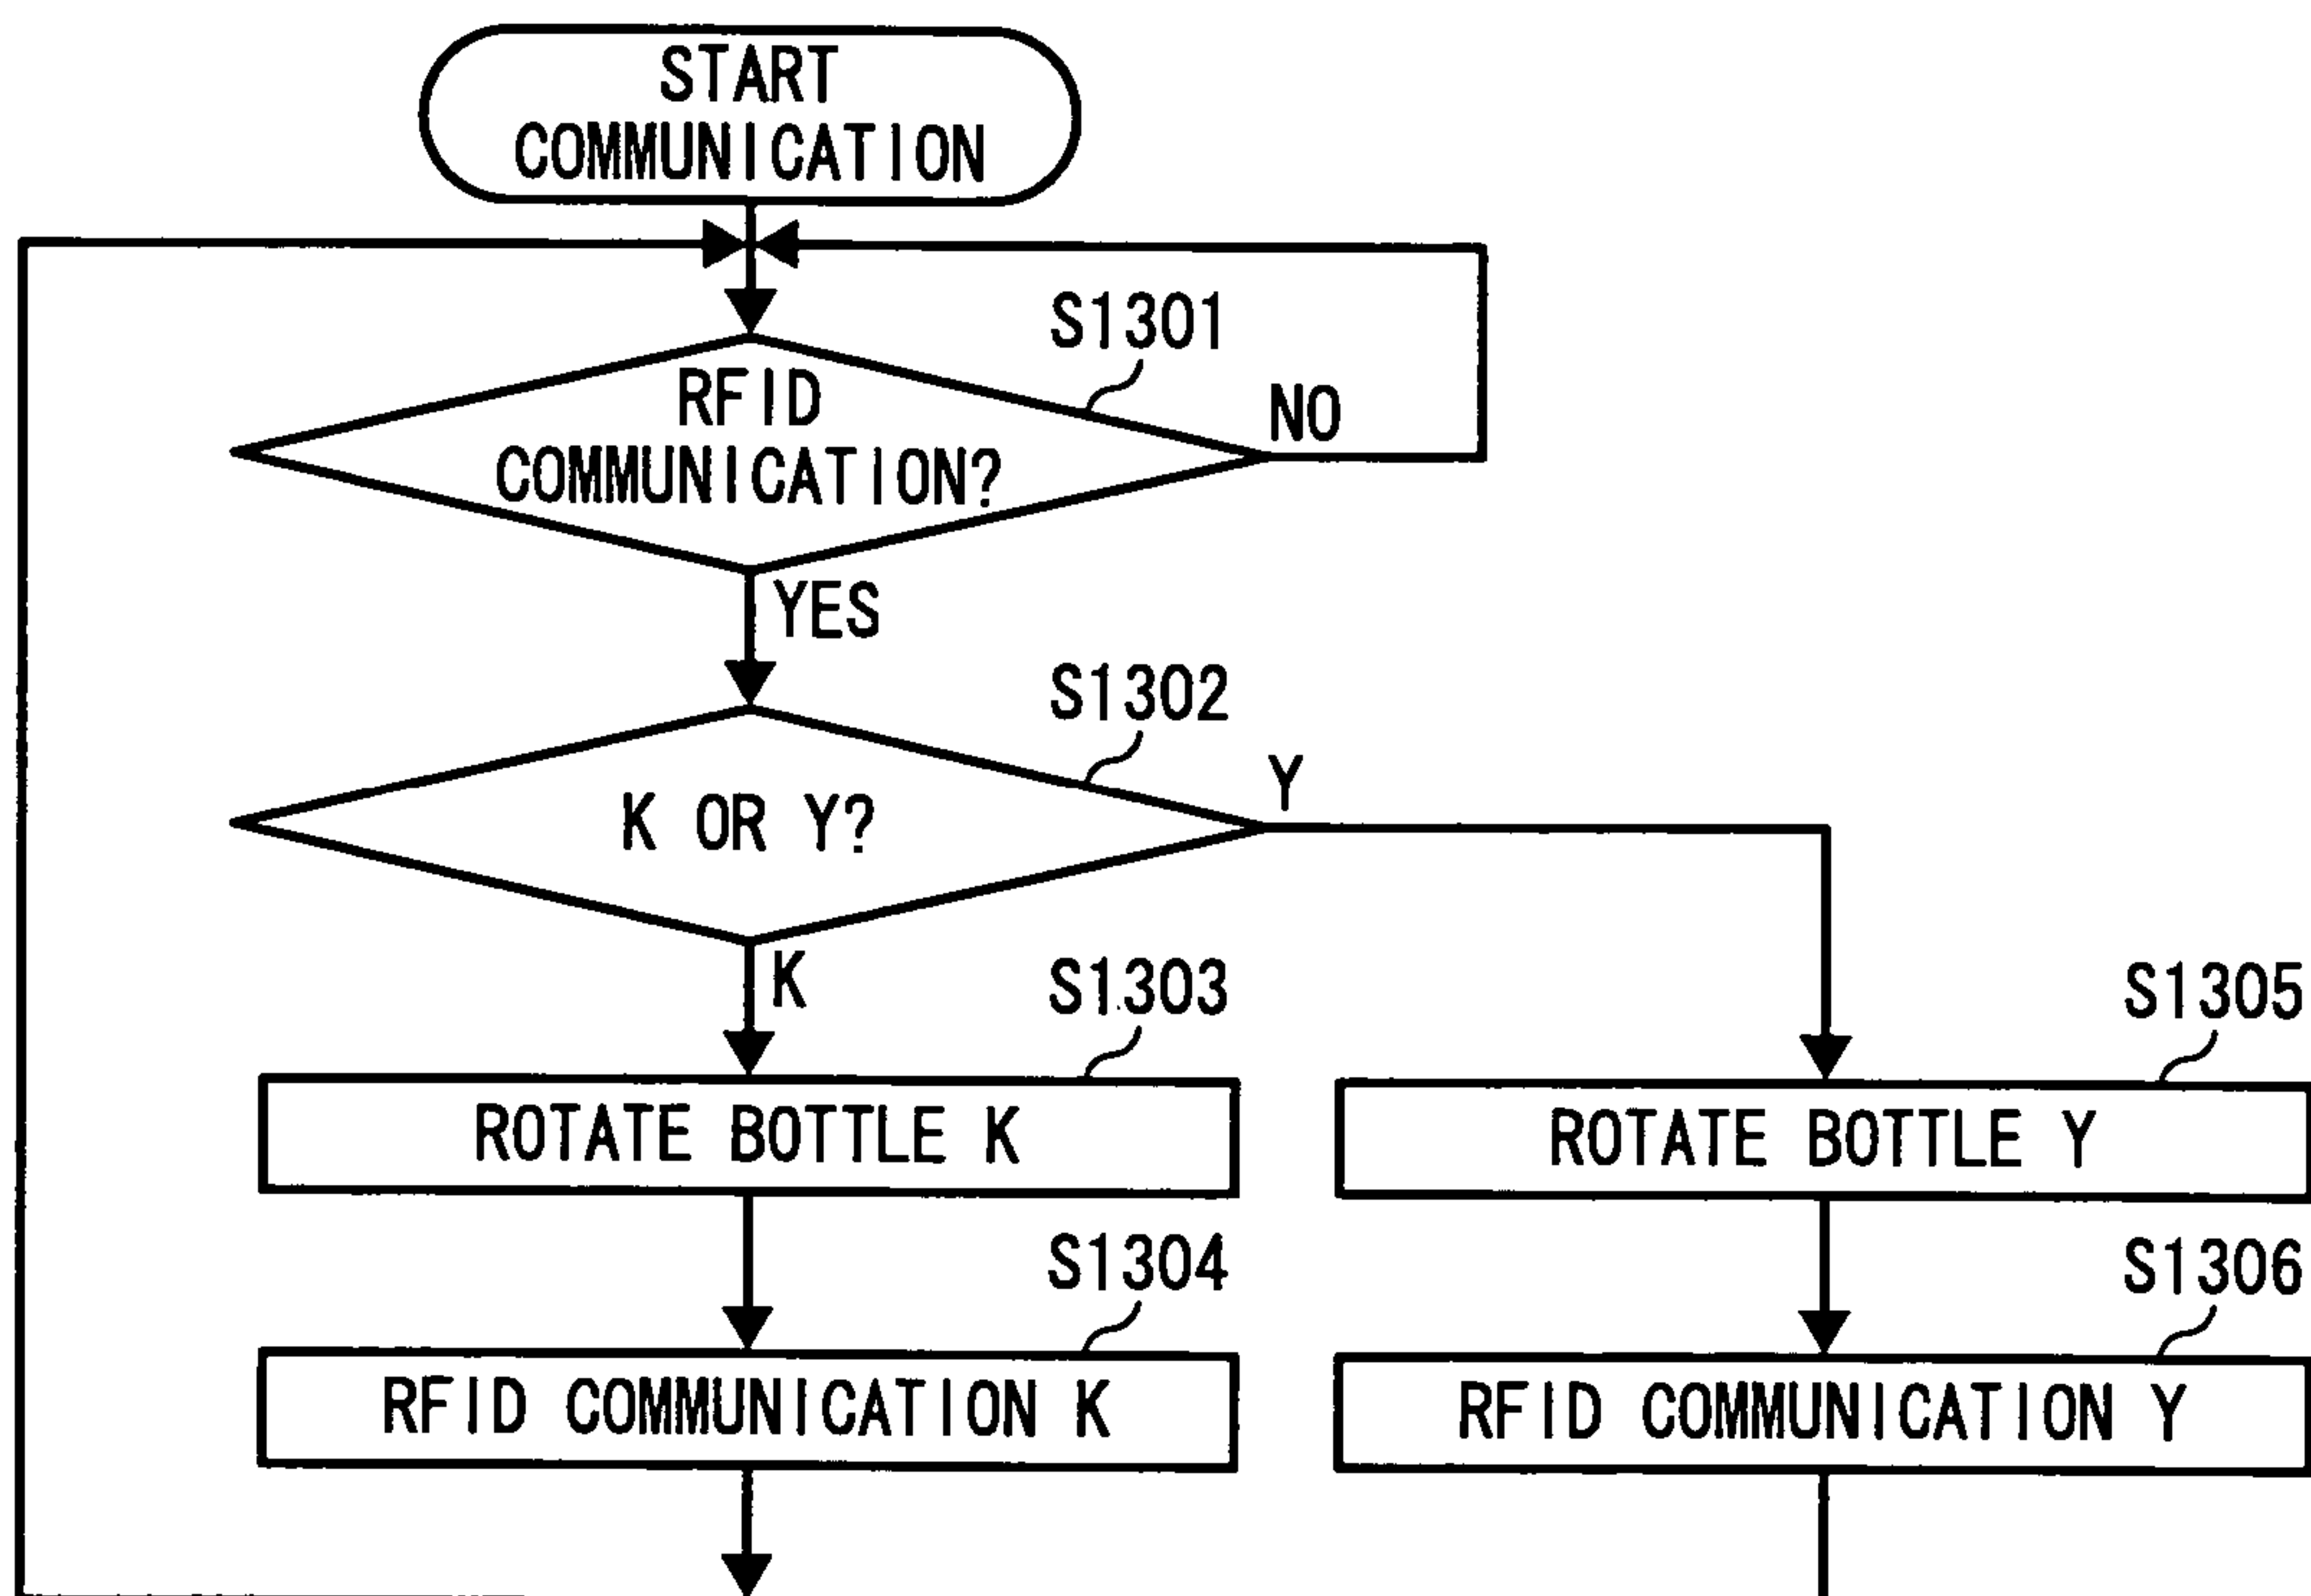 START
COMMUNICATION
S1301
RFID
COMMUNICATION?
NO
YES
S1302
K OR Y?
Y
K
S1303
ROTATE BOTTLE K
S1305
ROTATE BOTTLE Y
S1304
RFID COMMUNICATION K
S1306
RFID COMMUNICATION Y